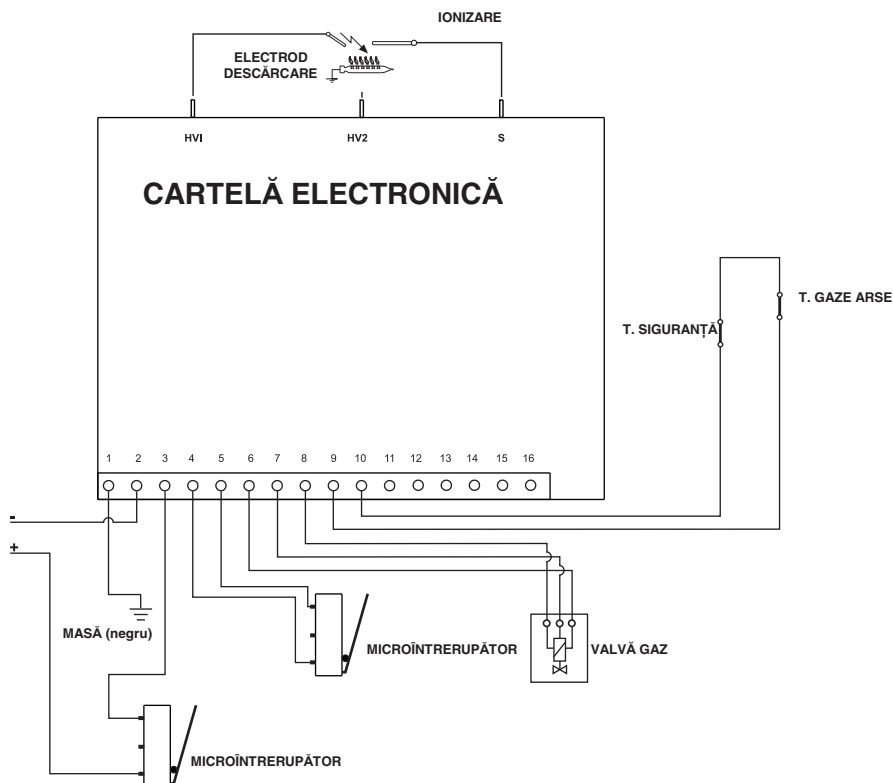 IONIZARE
ELECTROD
DESCĂRCARE
HVI
HV2
S
CARTELĂ ELECTRONICĂ
T. GAZE ARSE
T. SIGURANȚĂ
1 2 3 4 5 6 7 8 9 10 11 12 13 14 15 16
-
+
MASĂ (negru)
MICROÎNTRERUPĂTOR
VALVĂ GAZ
MICROÎNTRERUPĂTOR